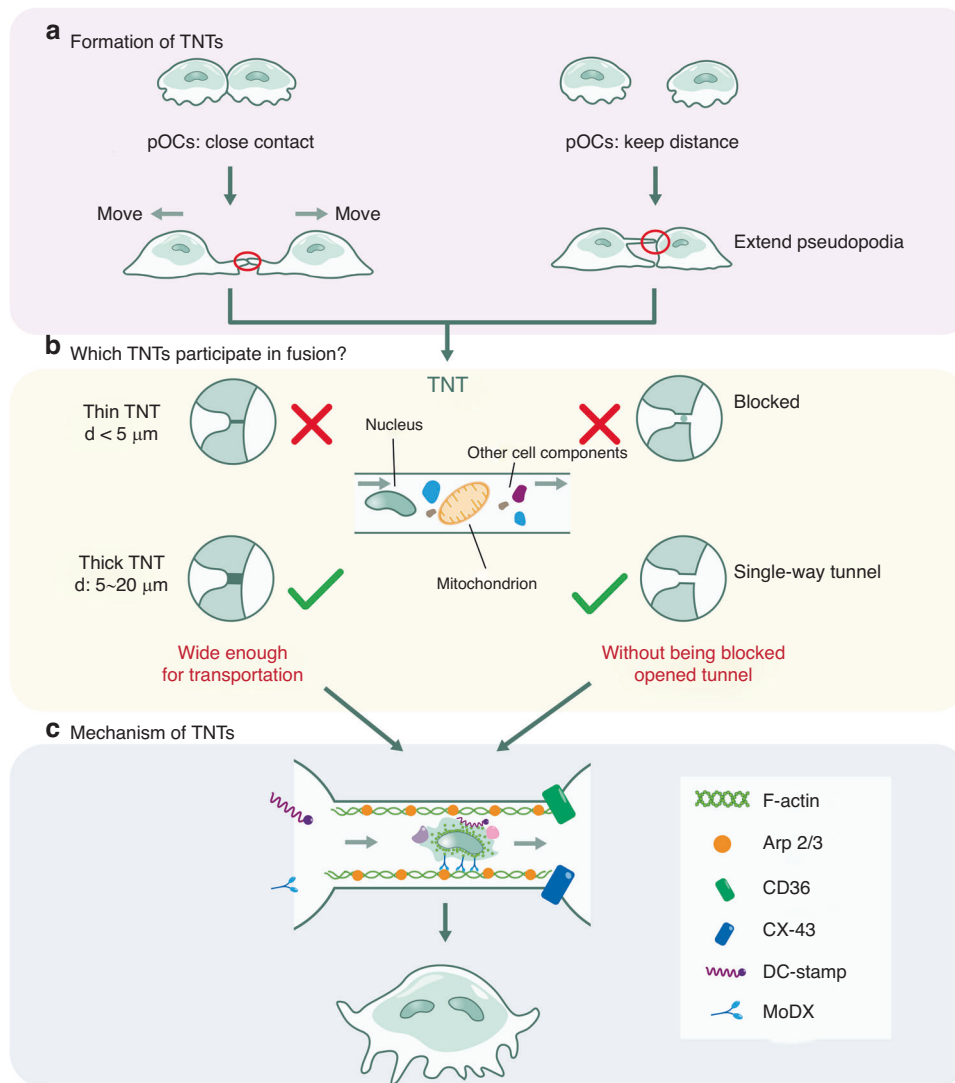 a Formation of TNTs
pOCs: close contact
pOCs: keep distance
Move
Move
Extend pseudopodia
b Which TNTs participate in fusion?
TNT
Thin TNT
d < 5 μm
Blocked
Nucleus
Other cell components
Mitochondrion
Thick TNT
d: 5~20 μm
Single-way tunnel
Wide enough
for transportation
Without being blocked
opened tunnel
c Mechanism of TNTs
F-actin
Arp 2/3
CD36
CX-43
DC-stamp
MoDX